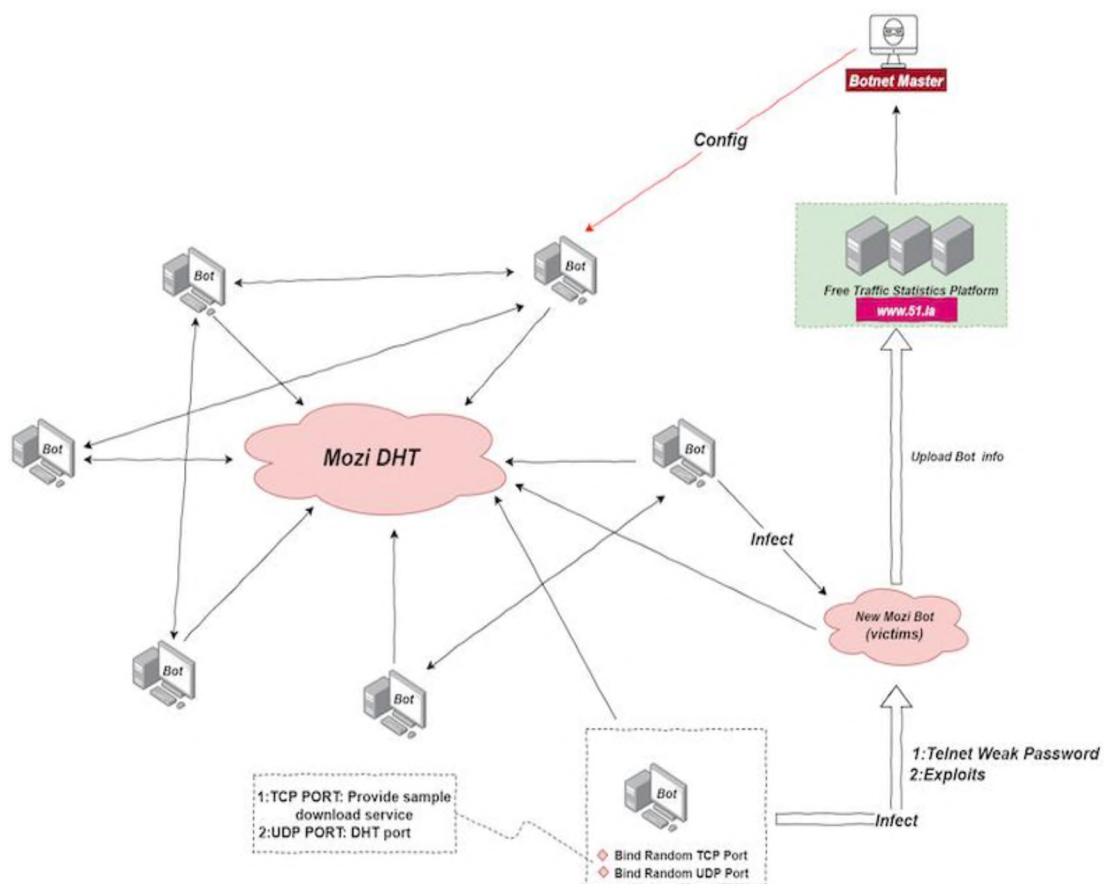 Botnet Master
Config
Bot
Bot
Free Traffic Statistics Platform
www.51.la
Bot
Mozi DHT
Bot
Upload Bot info
Infect
New Mozi Bot
(victims)
Bot
Bot
1:Telnet Weak Password
2:Exploits
1:TCP PORT: Provide sample
download service
2:UDP PORT: DHT port
Bot
Infect
Bind Random TCP Port
Bind Random UDP Port